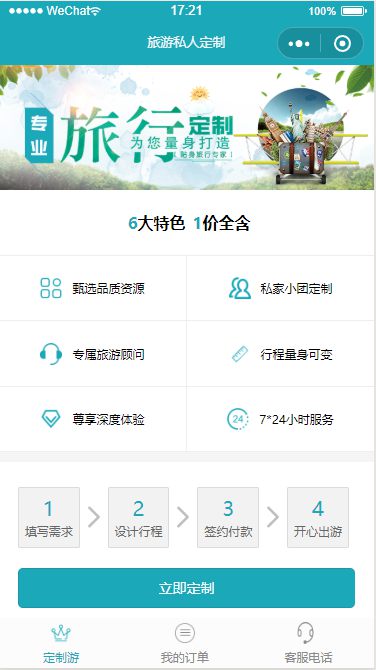 WeChat 17:21 100%
旅游私人定制
专业 旅行定制
为您量身打造
贴身旅行专家
6大特色 1价全含
甄选品质资源 私家小团定制
专属旅游顾问 行程量身可变
尊享深度体验 24 7*24小时服务
1 2 3 4
填写需求 设计行程 签约付款 开心出游
立即定制
定制游 我的订单 客服电话